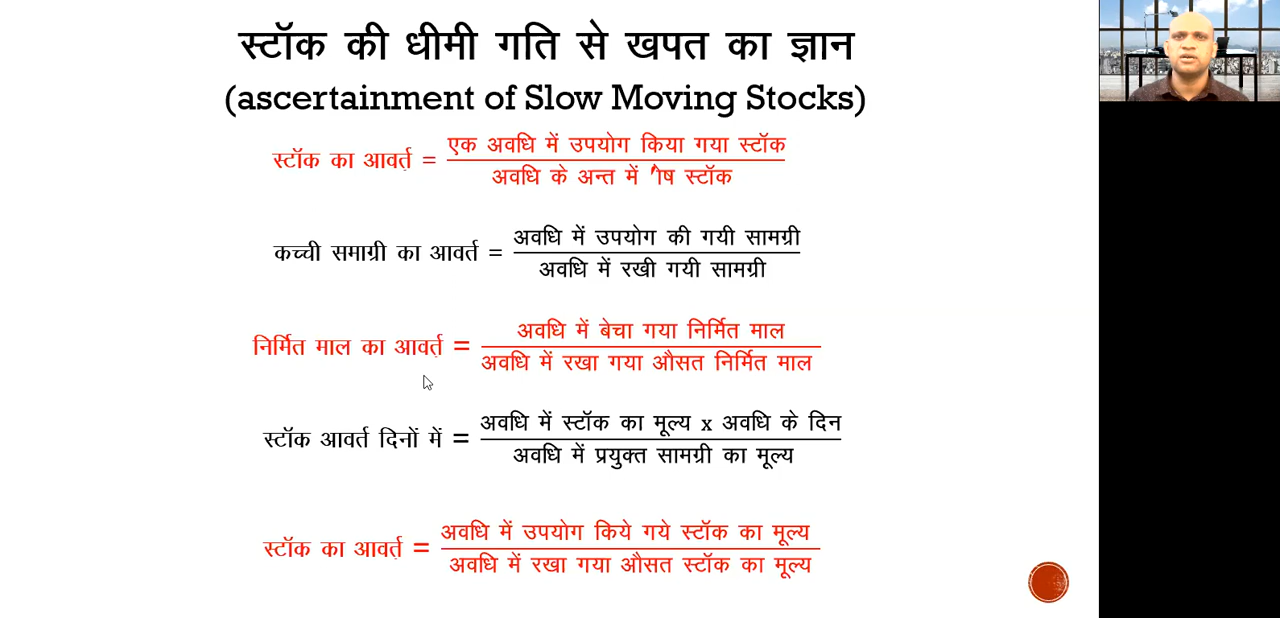 स्टॉक की धीमी गति से खपत का ज्ञान
(ascertainment of Slow Moving Stocks)
स्टॉक का आवर्त़ = एक अवधि में उपयोग किया गया स्टॉक
अवधि के अन्त में ोष स्टॉक
कच्ची समाग्री का आवर्त = अवधि में उपयोग की गयी सामग्री
अवधि में रखी गयी सामग्री
निर्मित माल का आवर्त़ = अवधि में बेचा गया निर्मित माल
अवधि में रखा गया औसत निर्मित माल
स्टॉक आवर्त दिनों में = अवधि में स्टॉक का मूल्य x अवधि के दिन
अवधि में प्रयुक्त सामग्री का मूल्य
स्टॉक का आवर्त़ = अवधि में उपयोग किये गये स्टॉक का मूल्य
अवधि में रखा गया औसत स्टॉक का मूल्य